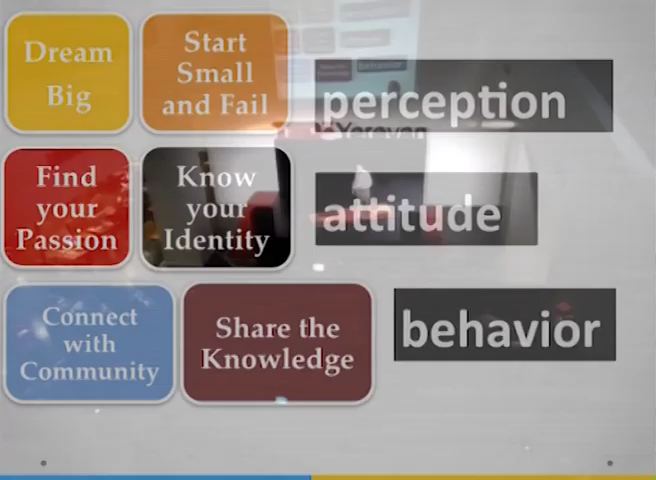 Dream
Big
Start
Small
and Fail
perception
Find
your
Passion
Know
your
Identity
attitude
Connect
with
Community
Share the
Knowledge
behavior